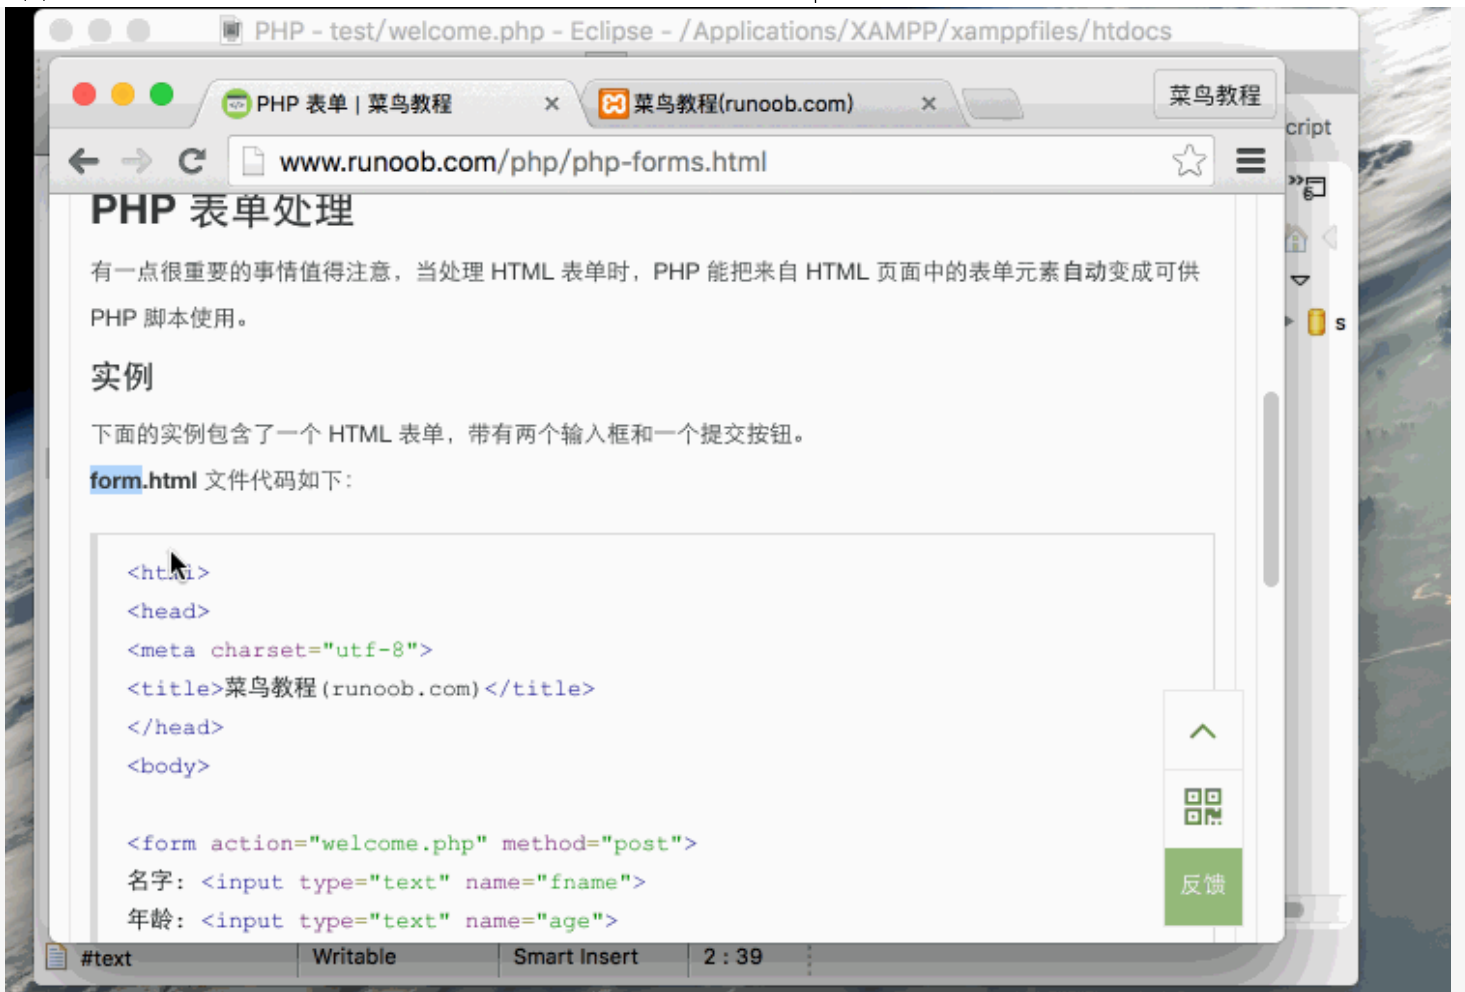 PHP - test/welcome.php - Eclipse - /Applications/XAMPP/xamppfiles/htdocs
PHP 表单 | 菜鸟教程
菜鸟教程(runoob.com)
菜鸟教程
cript
www.runoob.com/php/php-forms.html
PHP 表单处理
有一点很重要的事情值得注意，当处理 HTML 表单时，PHP 能把来自 HTML 页面中的表单元素自动变成可供
PHP 脚本使用。
s
实例
下面的实例包含了一个 HTML 表单，带有两个输入框和一个提交按钮。
form.html 文件代码如下：
<html>
<head>
<meta charset="utf-8">
<title>菜鸟教程(runoob.com)</title>
</head>
<body>
<form action="welcome.php" method="post">
名字: <input type="text" name="fname">
年龄: <input type="text" name="age">
反馈
#text
Writable
Smart Insert
2 : 39